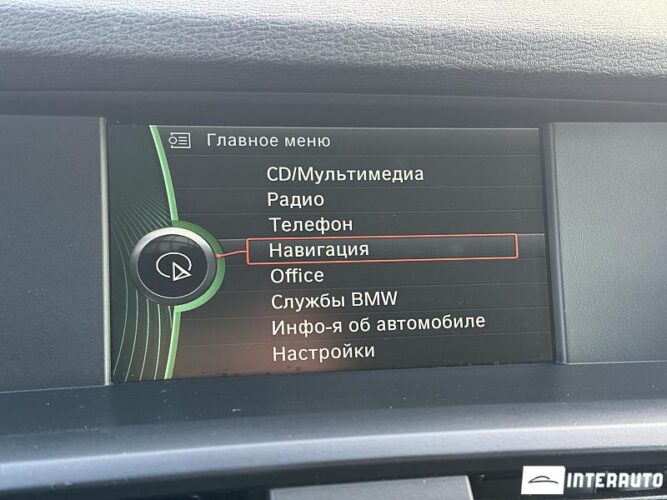 Главное меню
CD/Мультимедиа
Радио
Телефон
Навигация
Office
Службы BMW
Инфо-я об автомобиле
Настройки
INTERAUTO